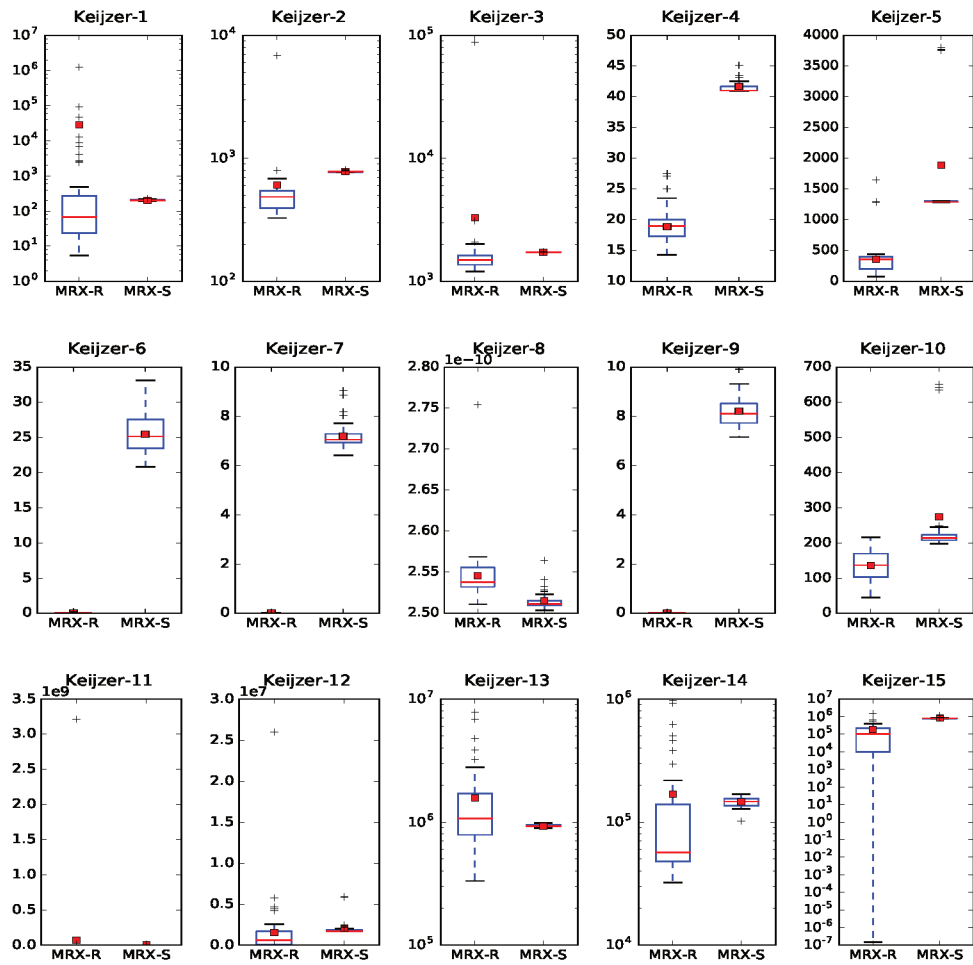 Keijzer-1 Keijzer-2 Keijzer-3 Keijzer-4 Keijzer-5
10^7 10^4 10^5 50 4000
10^6 45 3500
10^5 40 3000
10^4 35 2500
10^3 10^3 10^4 30 2000
10^2 25 1500
10^1 20 1000
10^0 10^2 10^3 15 500
10 0
MRX-R MRX-S MRX-R MRX-S MRX-R MRX-S MRX-R MRX-S MRX-R MRX-S
Keijzer-6 Keijzer-7 Keijzer-8 Keijzer-9 Keijzer-10
1e−10
35 10 2.80 10 700
30 8 2.75 8 600
25 2.70 500
20 6 2.65 6 400
15 4 2.60 4 300
10 2 2.55 2 200
5 100
0 0 2.50 0 0
MRX-R MRX-S MRX-R MRX-S MRX-R MRX-S MRX-R MRX-S MRX-R MRX-S
Keijzer-11 Keijzer-12 Keijzer-13 Keijzer-14 Keijzer-15
1e9 1e7
3.5 3.0 10^7 10^6 10^7
3.0 2.5 10^6
2.5 2.0 10^5
2.0 1.5 10^6 10^5 10^4
1.5 1.0 10^3
1.0 0.5 10^2
0.5 10^1
0.0 0.0 10^5 10^4 10^0
10^-1
10^-2
10^-3
10^-4
10^-5
10^-6
10^-7
MRX-R MRX-S MRX-R MRX-S MRX-R MRX-S MRX-R MRX-S MRX-R MRX-S